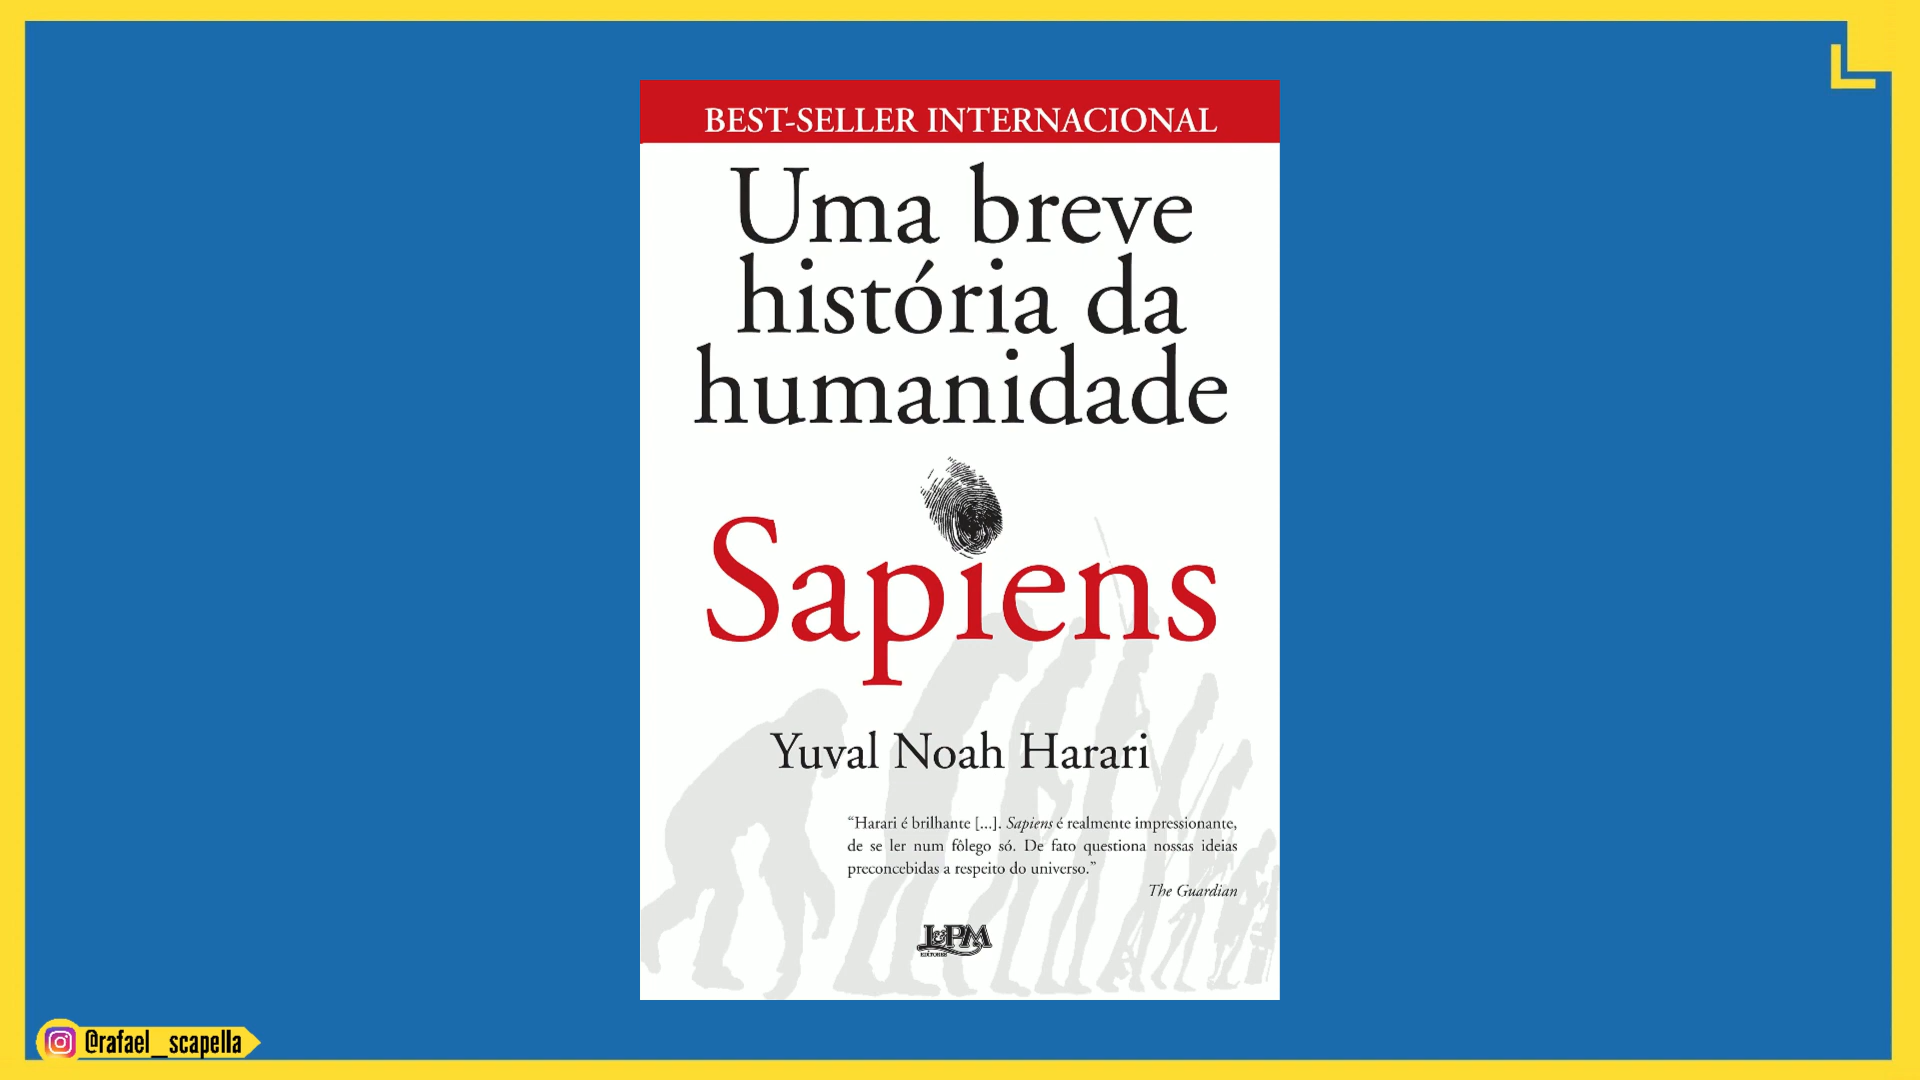 BEST-SELLER INTERNACIONAL
Uma breve
história da
humanidade
Sapiens
Yuval Noah Harari
“Harari é brilhante [...]. Sapiens é realmente impressionante,
de se ler num fôlego só. De fato questiona nossas ideias
preconcebidas a respeito do universo.”
The Guardian
L&PM
EDITORES
@rafael_scapella